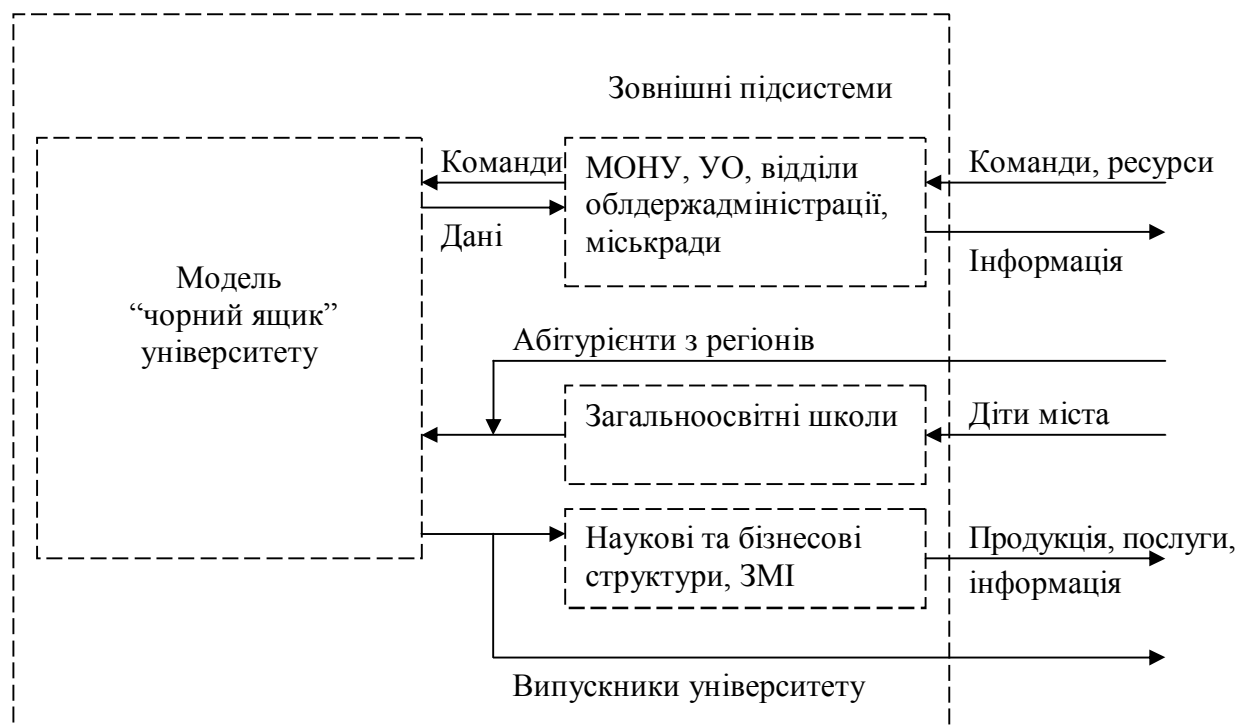 Зовнішні підсистеми
Модель
“чорний ящик”
університету
Команди
Дані
МОНУ, УО, відділи
облдержадміністрації,
міськради
Команди, ресурси
Інформація
Абітурієнти з регіонів
Загальноосвітні школи
Діти міста
Наукові та бізнесові
структури, ЗМІ
Продукція, послуги,
інформація
Випускники університету